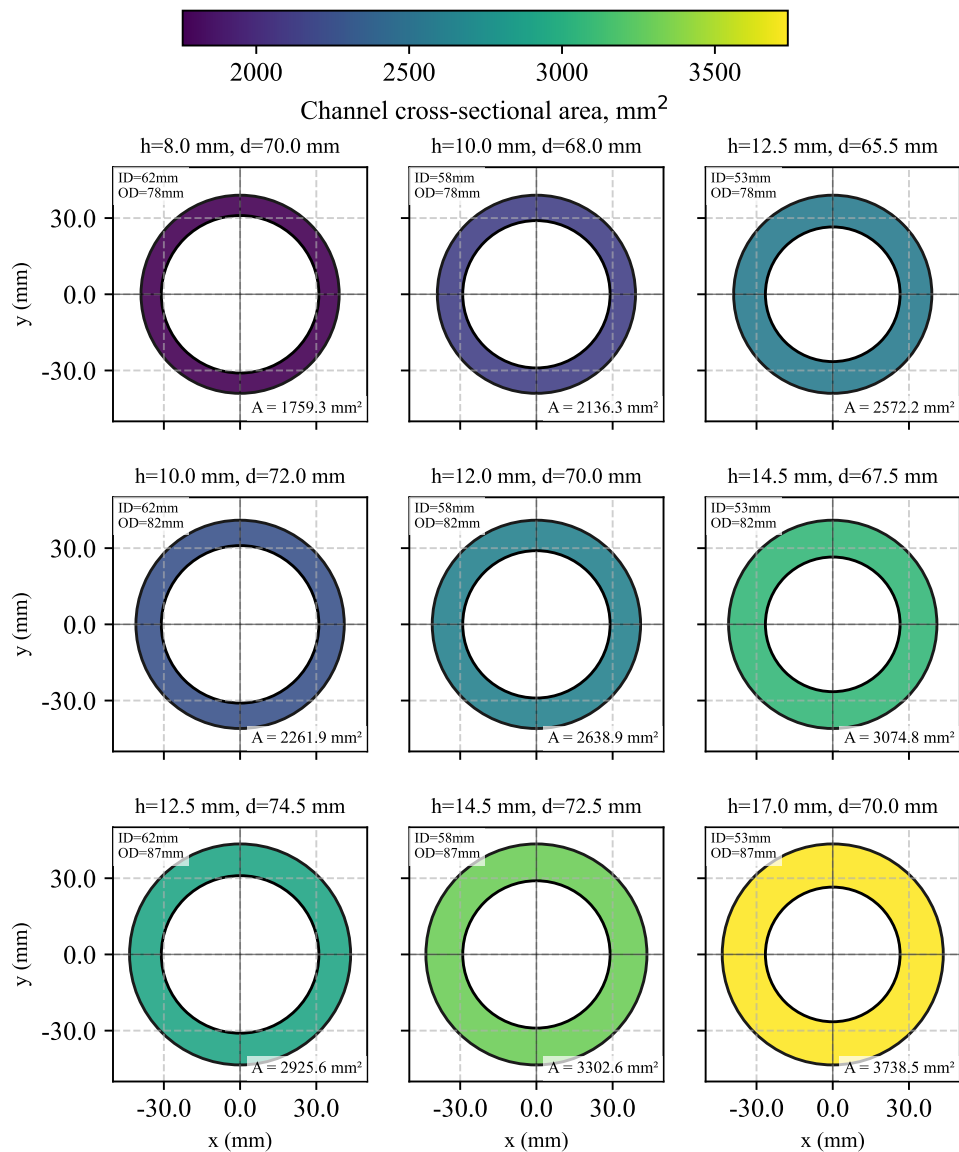 2000 2500 3000 3500
Channel cross-sectional area, mm²
h=8.0 mm, d=70.0 mm
h=10.0 mm, d=68.0 mm
h=12.5 mm, d=65.5 mm
ID=62mm
OD=78mm
ID=58mm
OD=78mm
ID=53mm
OD=78mm
30.0
0.0
-30.0
y (mm)
A = 1759.3 mm²
A = 2136.3 mm²
A = 2572.2 mm²
h=10.0 mm, d=72.0 mm
h=12.0 mm, d=70.0 mm
h=14.5 mm, d=67.5 mm
ID=62mm
OD=82mm
ID=58mm
OD=82mm
ID=53mm
OD=82mm
30.0
0.0
-30.0
y (mm)
A = 2261.9 mm²
A = 2638.9 mm²
A = 3074.8 mm²
h=12.5 mm, d=74.5 mm
h=14.5 mm, d=72.5 mm
h=17.0 mm, d=70.0 mm
ID=62mm
OD=87mm
ID=58mm
OD=87mm
ID=53mm
OD=87mm
30.0
0.0
-30.0
y (mm)
A = 2925.6 mm²
A = 3302.6 mm²
A = 3738.5 mm²
-30.0 0.0 30.0
-30.0 0.0 30.0
-30.0 0.0 30.0
x (mm)
x (mm)
x (mm)